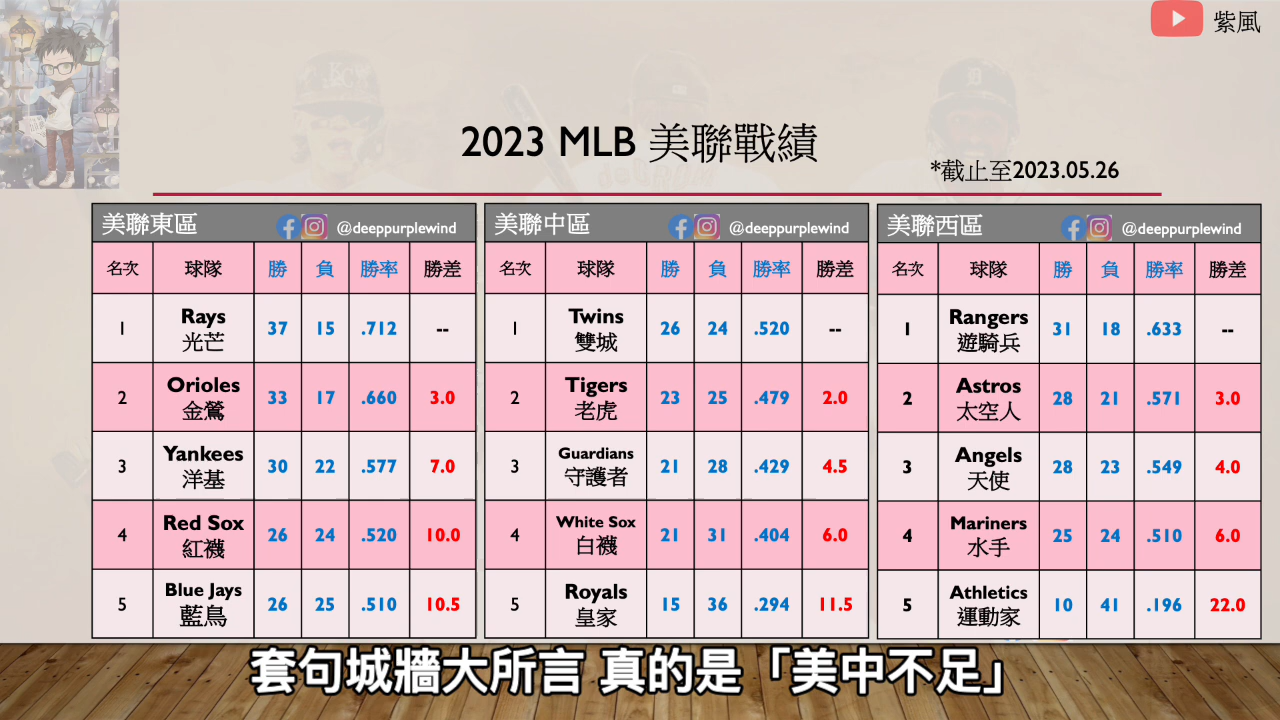 紫風
2023 MLB 美聯戰績
*截止至2023.05.26
美聯東區 @deeppurplewind
名次 球隊 勝 負 勝率 勝差
1 Rays 光芒 37 15 .712 --
2 Orioles 金鶯 33 17 .660 3.0
3 Yankees 洋基 30 22 .577 7.0
4 Red Sox 紅襪 26 24 .520 10.0
5 Blue Jays 藍鳥 26 25 .510 10.5
美聯中區 @deeppurplewind
名次 球隊 勝 負 勝率 勝差
1 Twins 雙城 26 24 .520 --
2 Tigers 老虎 23 25 .479 2.0
3 Guardians 守護者 21 28 .429 4.5
4 White Sox 白襪 21 31 .404 6.0
5 Royals 皇家 15 36 .294 11.5
美聯西區 @deeppurplewind
名次 球隊 勝 負 勝率 勝差
1 Rangers 遊騎兵 31 18 .633 --
2 Astros 太空人 28 21 .571 3.0
3 Angels 天使 28 23 .549 4.0
4 Mariners 水手 25 24 .510 6.0
5 Athletics 運動家 10 41 .196 22.0
套句城牆大所言 真的是「美中不足」